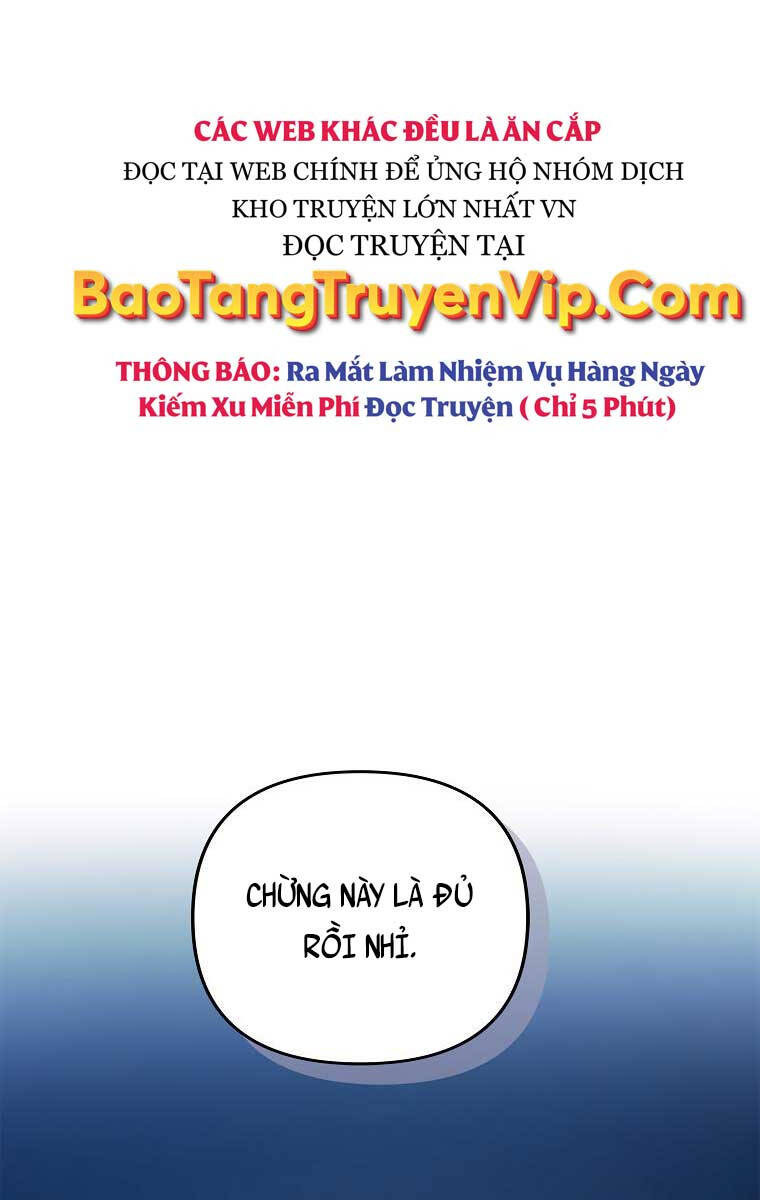 CÁC WEB KHÁC ĐỀU LÀ ĂN CẮP
ĐỌC TẠI WEB CHÍNH ĐỂ ỦNG HỘ NHÓM DỊCH
KHO TRUYỆN LỚN NHẤT VN
ĐỌC TRUYỆN TẠI
BaoTangTruyenVip.Com
THÔNG BÁO: Ra Mắt Làm Nhiệm Vụ Hàng Ngày
Kiếm Xu Miễn Phí Đọc Truyện ( Chỉ 5 Phút)
CHỪNG NÀY LÀ ĐỦ
RỒI NHỈ.